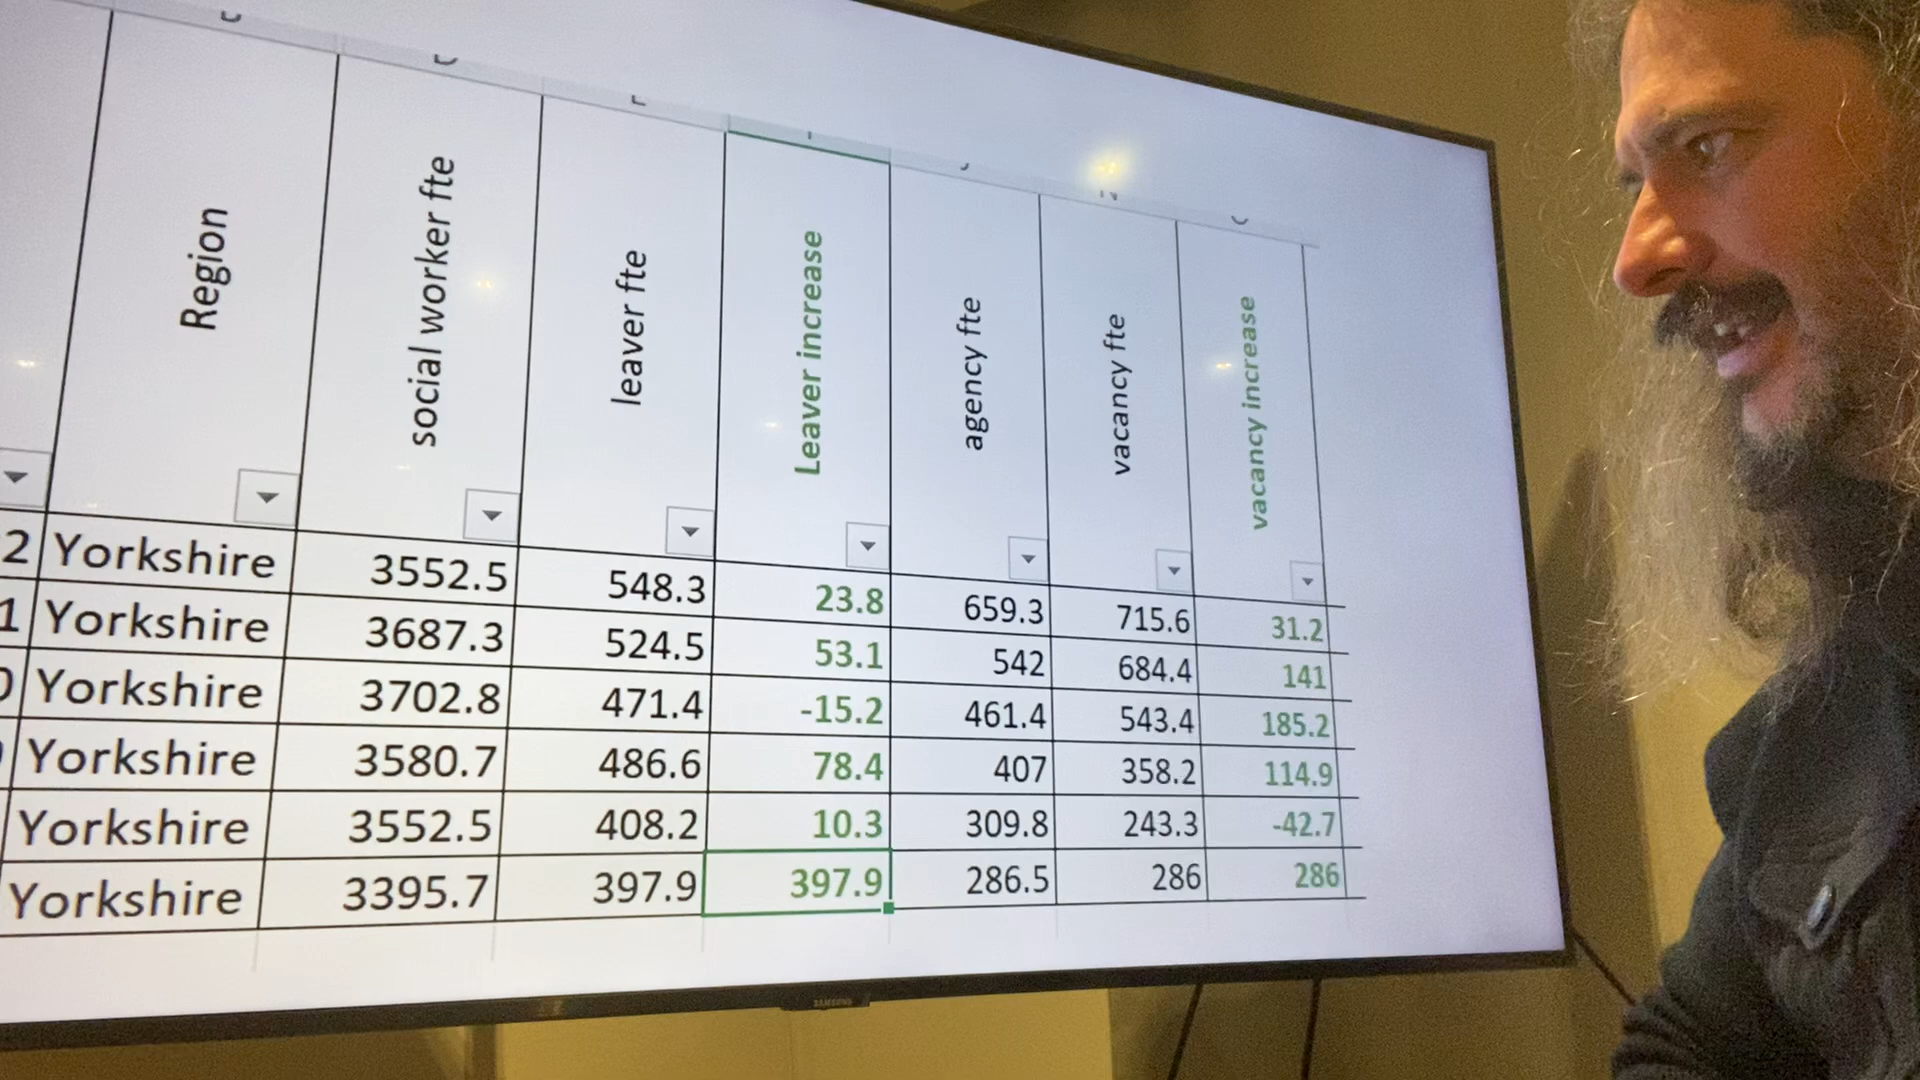 Region social worker fte leaver fte Leaver increase agency fte vacancy fte vacancy increase
2 Yorkshire 3552.5 548.3 23.8 659.3 715.6 31.2
1 Yorkshire 3687.3 524.5 53.1 542 684.4 141
Yorkshire 3702.8 471.4 -15.2 461.4 543.4 185.2
Yorkshire 3580.7 486.6 78.4 407 358.2 114.9
Yorkshire 3552.5 408.2 10.3 309.8 243.3 -42.7
Yorkshire 3395.7 397.9 397.9 286.5 286 286
SAMSUNG